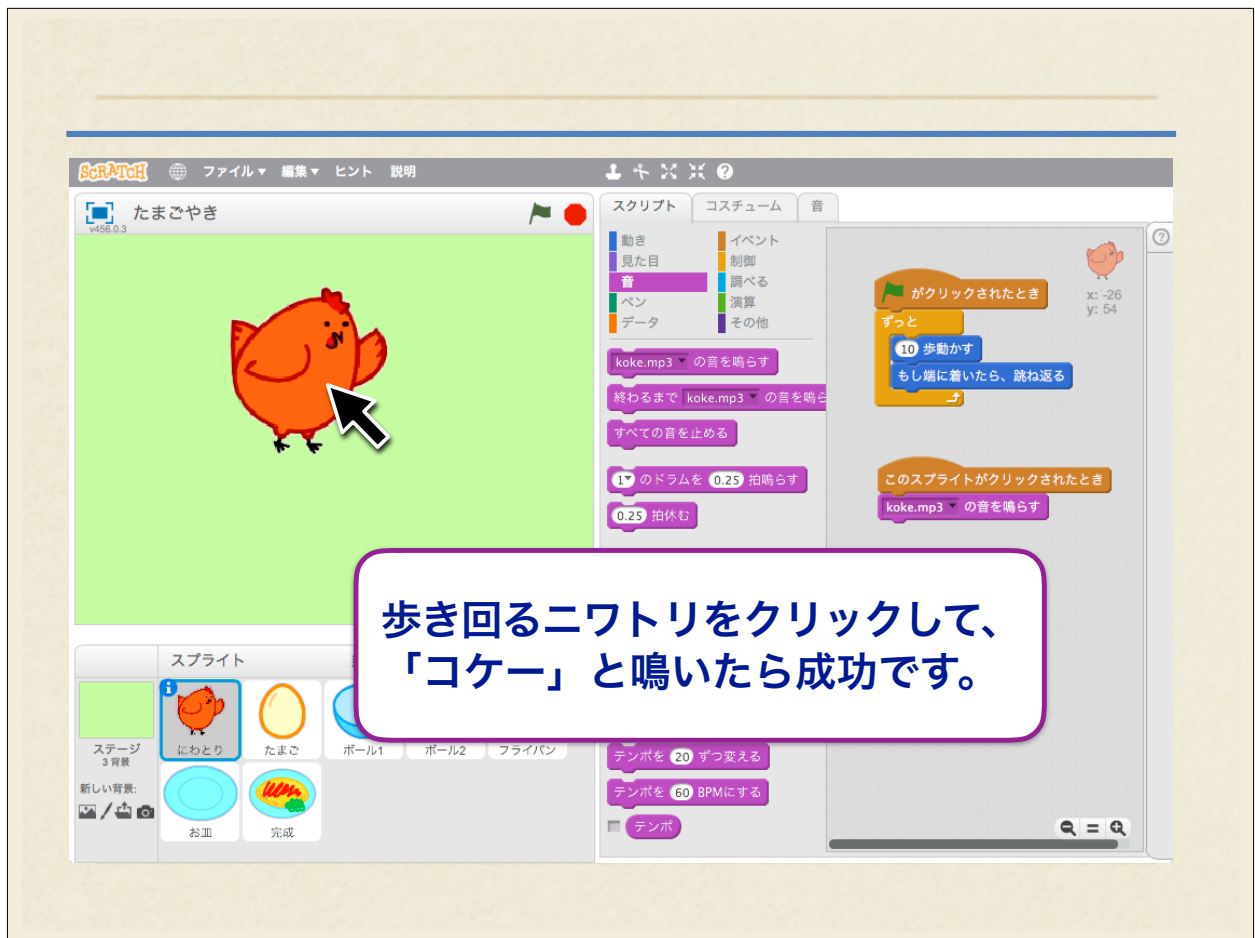 SCRATCH
ファイル▼ 編集▼ ヒント 説明
たまごやき
v456.0.3
スクリプト コスチューム 音
動き イベント
見た目 制御
音 調べる
ペン 演算
データ その他
koke.mp3 の音を鳴らす
終わるまで koke.mp3 の音を鳴ら
すべての音を止める
1 のドラムを 0.25 拍鳴らす
0.25 拍休む
がクリックされたとき
ずっと
10 歩動かす
もし端に着いたら、跳ね返る
x: -26
y: 54
このスプライトがクリックされたとき
koke.mp3 の音を鳴らす
歩き回るニワトリをクリックして、
「コケー」と鳴いたら成功です。
スプライト
ステージ
3 背景
新しい背景:
にわとり たまご ボール1 ボール2 フライパン
お皿 完成
テンポを 20 ずつ変える
テンポを 60 BPMにする
テンポ